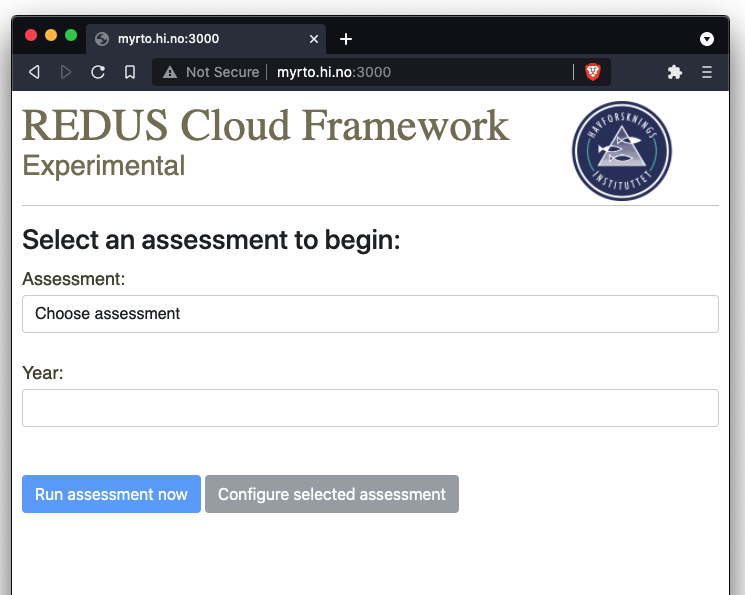 myrto.hi.no:3000
Not Secure myrto.hi.no:3000
REDUS Cloud Framework
Experimental
HAVFORSKNINGS
INSTITUTTET
Select an assessment to begin:
Assessment:
Choose assessment
Year:
Run assessment now
Configure selected assessment